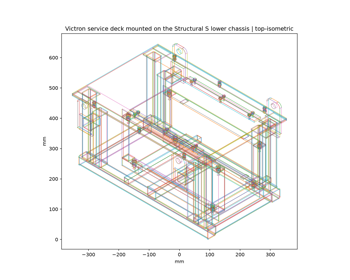 Victron service deck mounted on the Structural S lower chassis | top-isometric
600
500
400
300
200
100
0
mm
−300 −200 −100 0 100 200 300
mm